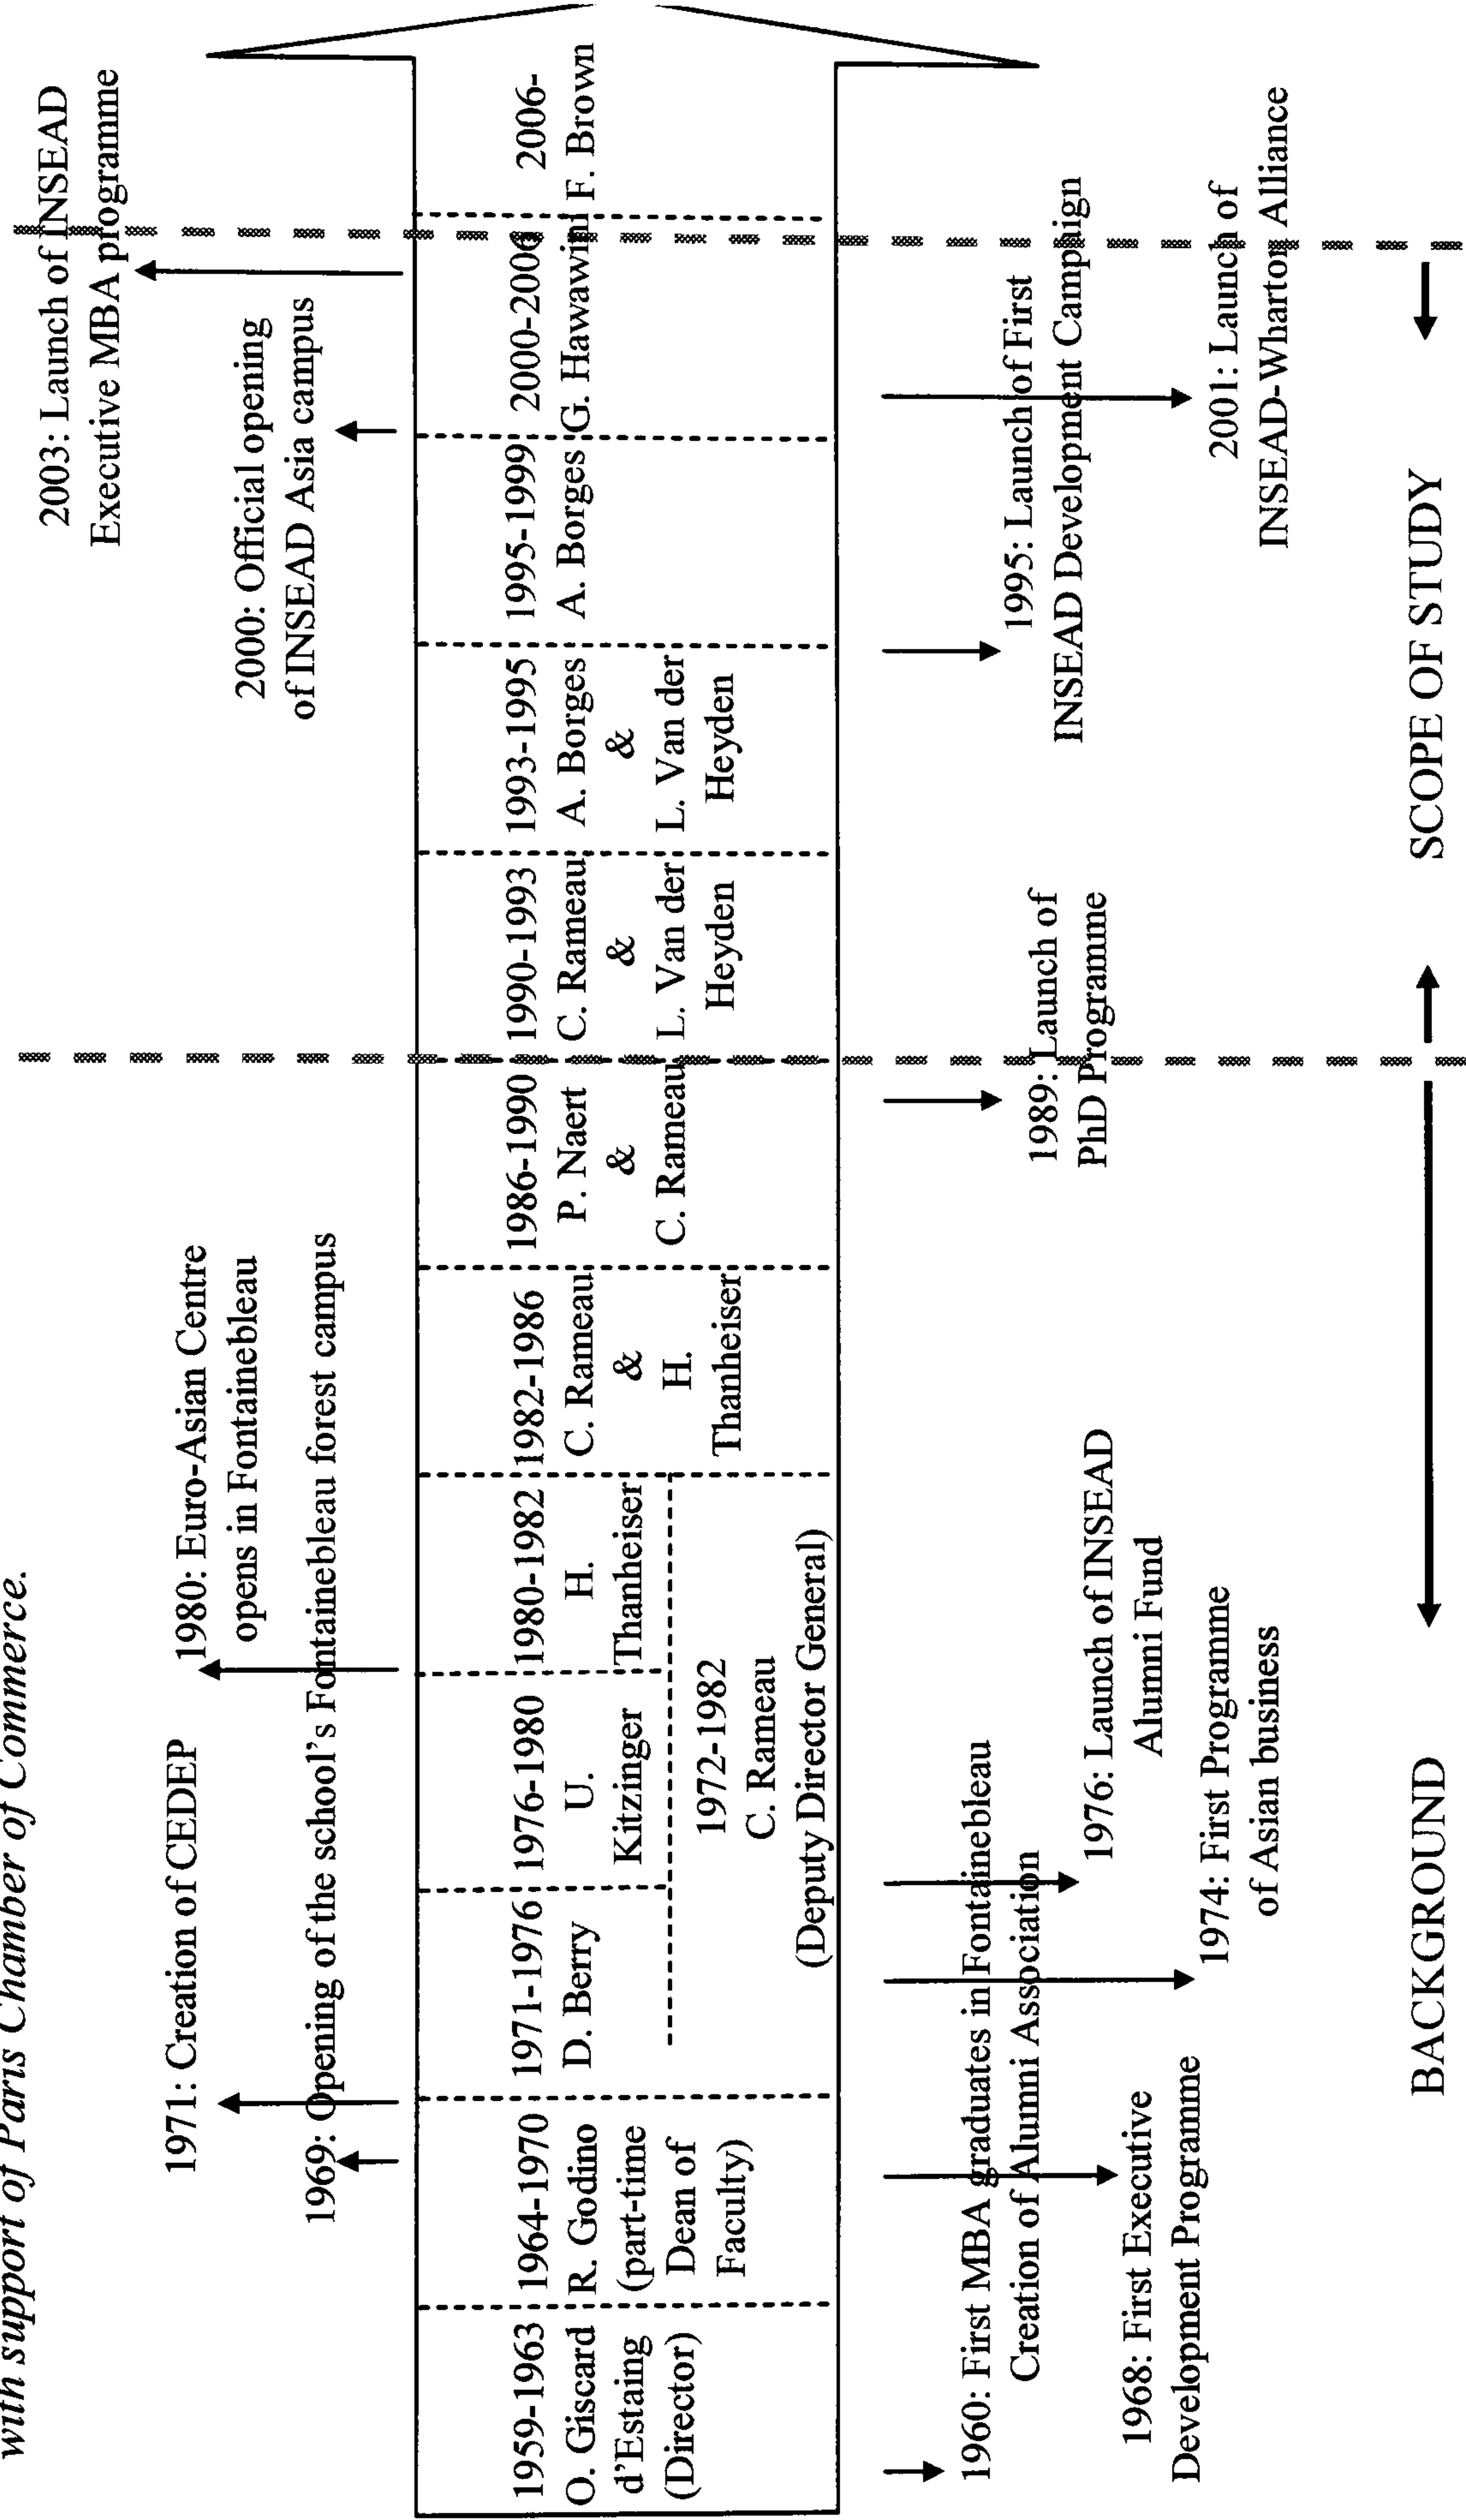 with support of Paris Chamber of Commerce.
1971: Creation of CEDEP
1969: Opening of the school's Fontainebleau forest campus
1980: Euro-Asian Centre
opens in Fontainebleau
2003: Launch of INSEAD
Executive MBA programme
2000: Official opening
of INSEAD Asia campus
1959-1963
O. Giscard
d'Estaing
(Director)
1964-1970
R. Godino
(part-time
Dean of
Faculty)
1971-1976
D. Berry
1976-1980
U.
Kitzinger
1980-1982
H.
Thanheiser
1972-1982
C. Rameau
(Deputy Director General)
1982-1986
C. Rameau
&
H.
Thanheiser
1986-1990
P. Naert
&
C. Rameau
1990-1993
C. Rameau
&
L. Van der
Heyden
1993-1995
A. Borges
&
L. Van der
Heyden
1995-1999
A. Borges
2000-2006
G. Hawawini
2006-
F. Brown
1960: First MBA graduates in Fontainebleau
Creation of Alumni Association
1968: First Executive
Development Programme
1976: Launch of INSEAD
Alumni Fund
1974: First Programme
of Asian business
1989: Launch of
PhD Programme
1995: Launch of First
INSEAD Development Campaign
2001: Launch of
INSEAD-Wharton Alliance
BACKGROUND
SCOPE OF STUDY